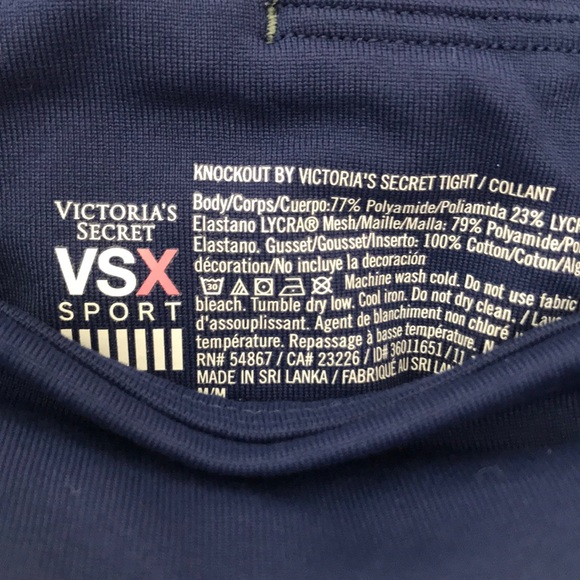 VICTORIA'S
SECRET
VSX
SPORT
KNOCKOUT BY VICTORIA'S SECRET TIGHT / COLLANT
Body/Corps/Cuerpo:77% Polyamide/Poliamida 23% LYC
Elastano LYCRA® Mesh/Maille/Malla: 79% Polyamide/Po
Elastano. Gusset/Gousset/Inserto: 100% Cotton/Coton/Alg
décoration/No incluye la decoración
30 Machine wash cold. Do not use fabric
bleach. Tumble dry low. Cool iron. Do not dry clean. / Lav
d'assouplissant. Agent de blanchiment non chloré
température. Repassage à basse température. N
RN# 54867 / CA# 23226 / ID# 36011651 / 11
MADE IN SRI LANKA / FABRIQUÉ AU SRI LAN
M/M